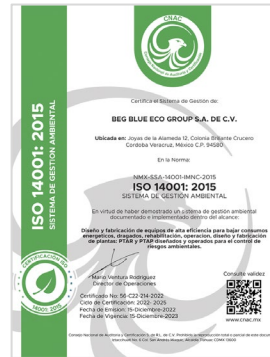 CNAC
Certifica el Sistema de Gestión de:
BEG BLUE ECO GROUP S.A. DE C.V.
Ubicada en: Joyas de la Alameda 12, Colonia Brillante Crucero
Cordoba Veracruz, México C.P. 94580
En la Norma:
NMX-SSA-14001-IMNC-2015
ISO 14001: 2015
SISTEMA DE GESTIÓN AMBIENTAL
En virtud de haber demostrado un sistema de gestión ambiental
documentado e implementado dentro del alcance:
Diseño y fabricación de equipos de alta eficiencia para bajar consumos
energeticos, dragados, rehabilitación, operacion, diseño y fabricación
de plantas: PTAR y PTAP diseñados y operados para el control de
riesgos ambientales.
ISO 14001: 2015
SISTEMA DE GESTIÓN AMBIENTAL
CERTIFICACIÓN
14001: 2015
Mario Ventura Rodriguez
Director de Operaciones
Certificado No: 56-C22-214-2022
Ciclo de Certificación: 2022- 2025
Fecha de Emisión: 15-Diciembre-2022
Fecha de Vigencia: 15-Diciembre-2023
Consulte validez
www.cnac.mx